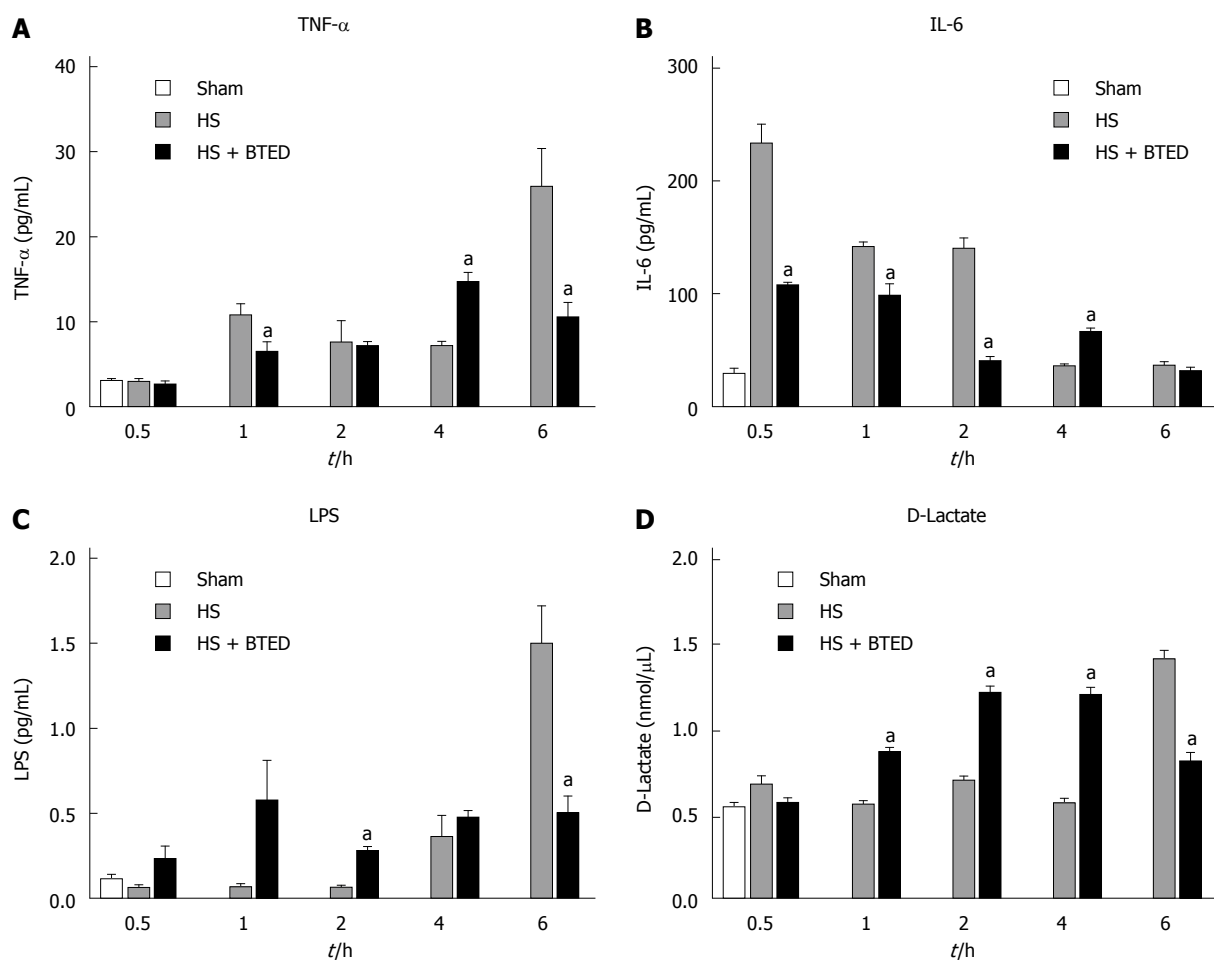 A
TNF-α
TNF-α (pg/mL)
40
30
20
10
0
Sham
HS
HS + BTED
a
a
a
0.5 1 2 4 6
t/h
B
IL-6
IL-6 (pg/mL)
300
200
100
0
Sham
HS
HS + BTED
a
a
a
a
0.5 1 2 4 6
t/h
C
LPS
LPS (pg/mL)
2.0
1.5
1.0
0.5
0.0
Sham
HS
HS + BTED
a
a
0.5 1 2 4 6
t/h
D
D-Lactate
D-Lactate (nmol/μL)
2.0
1.5
1.0
0.5
0.0
Sham
HS
HS + BTED
a
a
a
a
0.5 1 2 4 6
t/h